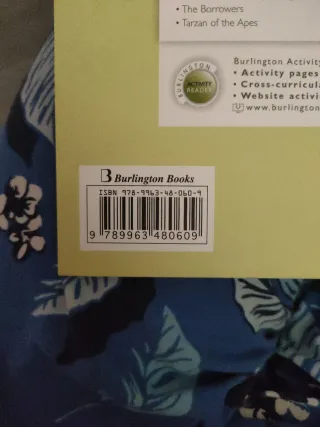 • The Borrowers
• Tarzan of the Apes
BURLINGTON
ACTIVITY
READER
Burlington Activity
• Activity pages
• Cross-curricula
• Website activi
www.burlington
B Burlington Books
ISBN 978-9963-48-060-9
9 789963 480609